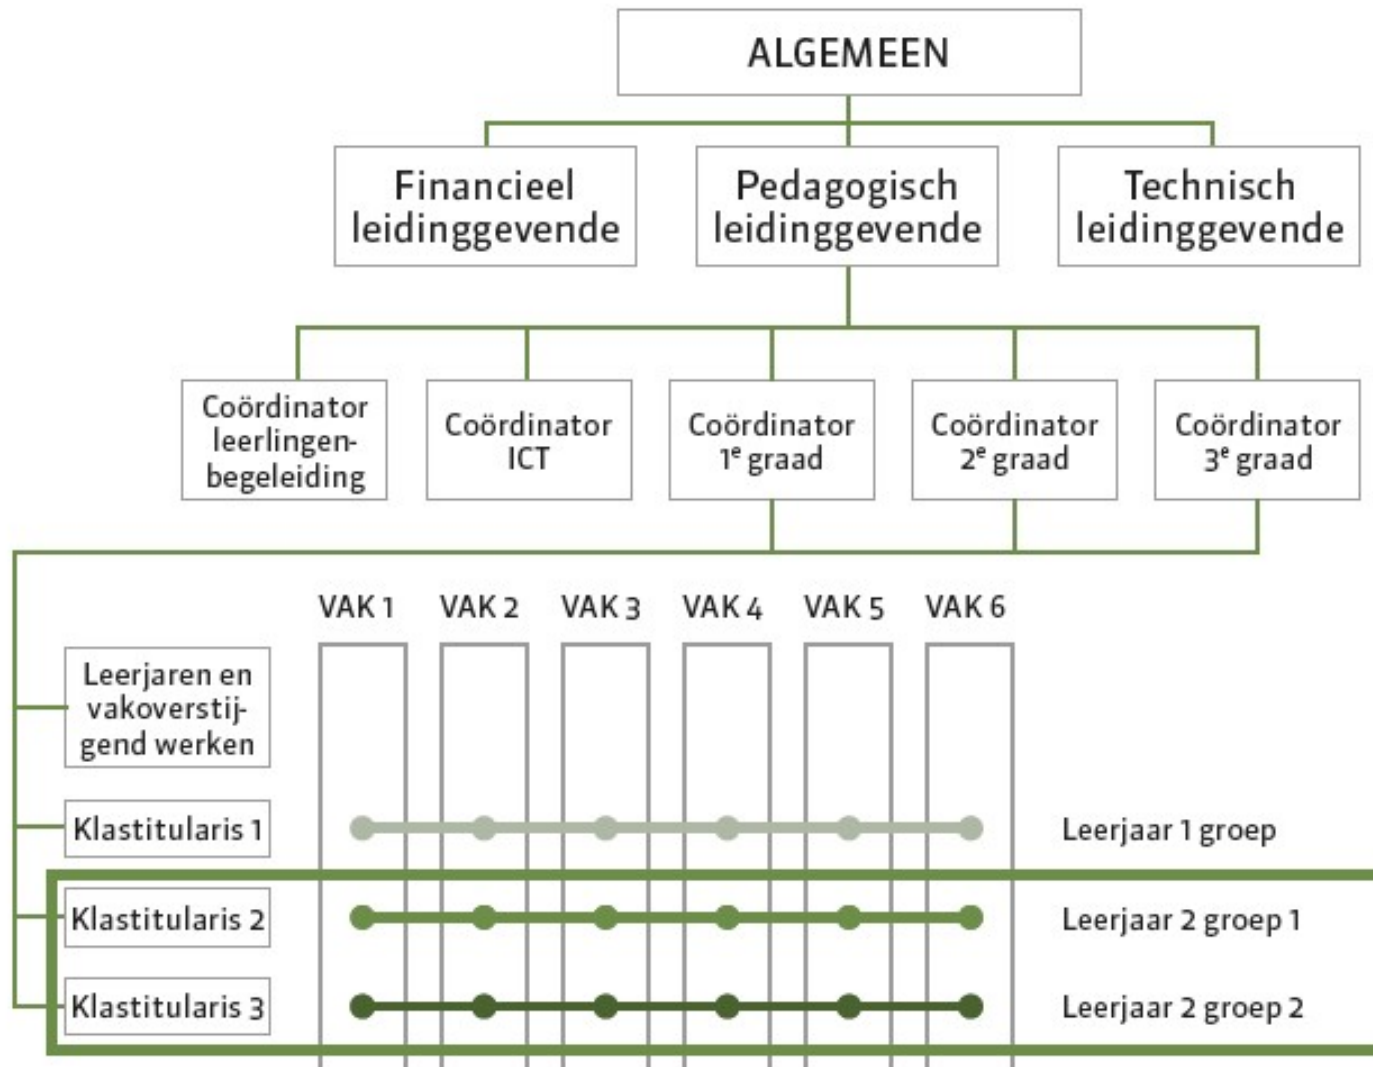 ALGEMEEN
Financieel
leidinggevende
Pedagogisch
leidinggevende
Technisch
leidinggevende
Coördinator
leerlingen-
begeleiding
Coördinator
ICT
Coördinator
1e graad
Coördinator
2e graad
Coördinator
3e graad
VAK 1 VAK 2 VAK 3 VAK 4 VAK 5 VAK 6
Leerjaren en
vakoverstij-
gend werken
Klastitularis 1
Leerjaar 1 groep
Klastitularis 2
Leerjaar 2 groep 1
Klastitularis 3
Leerjaar 2 groep 2